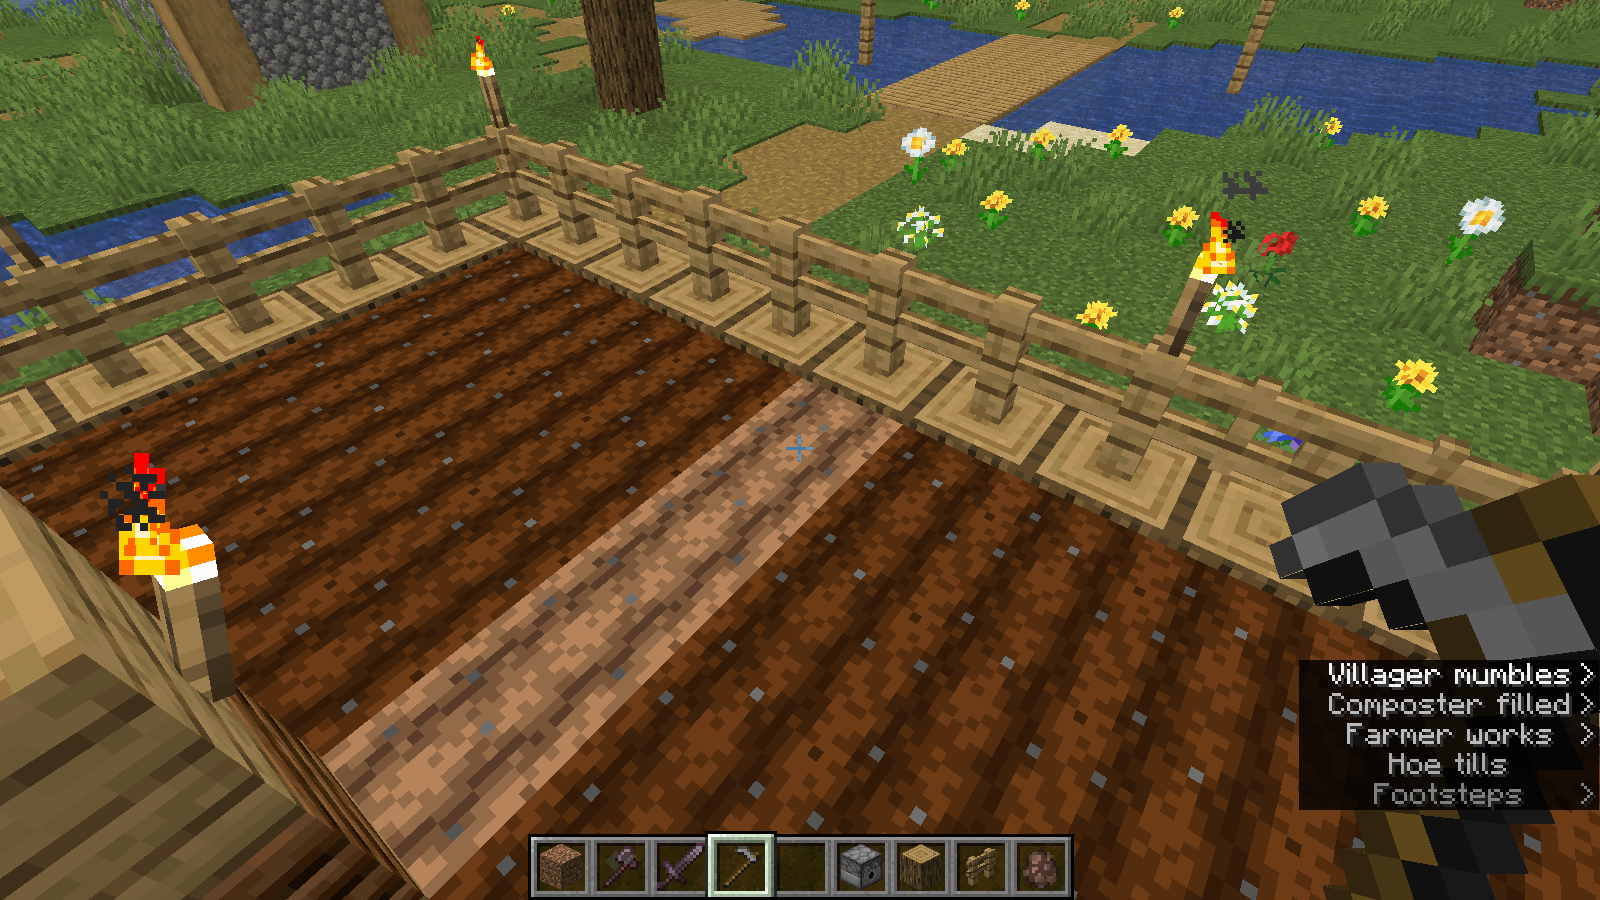 Villager mumbles >
Composter filled >
Farmer works >
Hoe tills
Footsteps >